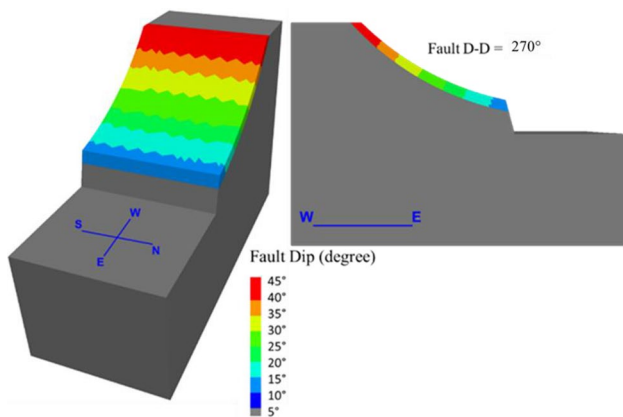 Fault D-D = 270°
W
S
N
E
W E
Fault Dip (degree)
45°
40°
35°
30°
25°
20°
15°
10°
5°